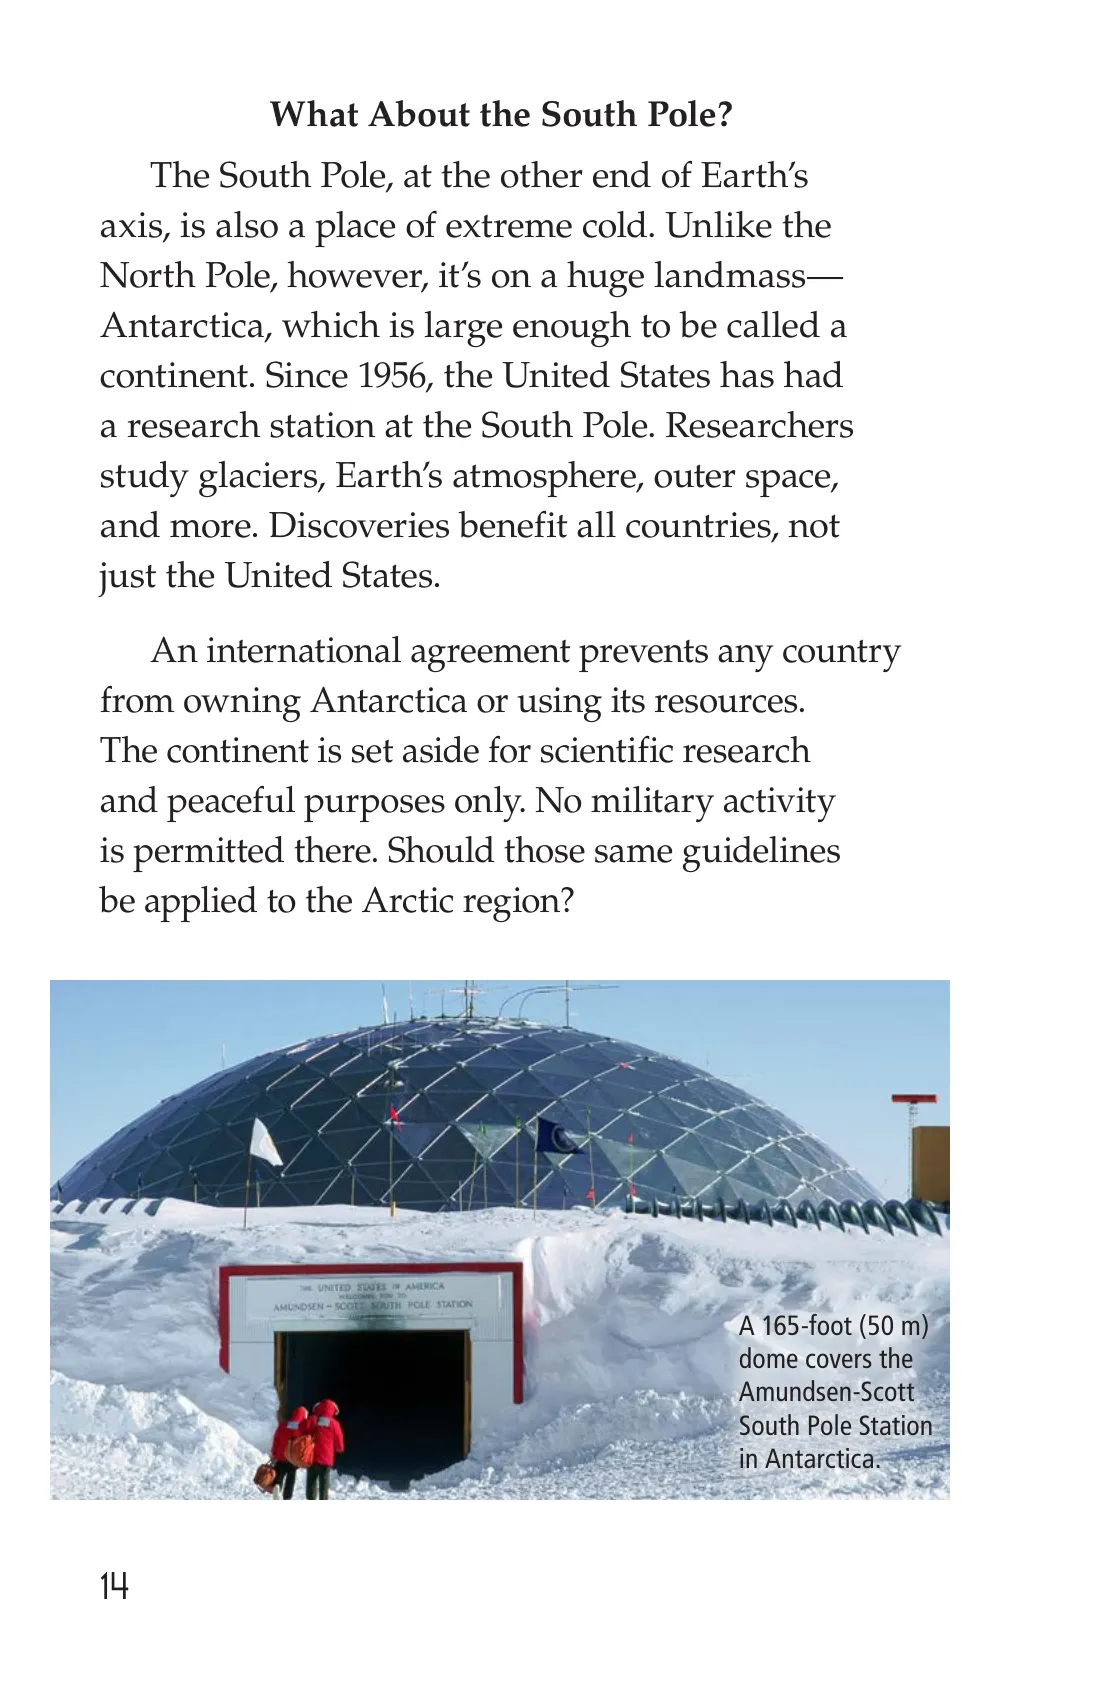 What About the South Pole?
The South Pole, at the other end of Earth’s
axis, is also a place of extreme cold. Unlike the
North Pole, however, it’s on a huge landmass—
Antarctica, which is large enough to be called a
continent. Since 1956, the United States has had
a research station at the South Pole. Researchers
study glaciers, Earth’s atmosphere, outer space,
and more. Discoveries benefit all countries, not
just the United States.
An international agreement prevents any country
from owning Antarctica or using its resources.
The continent is set aside for scientific research
and peaceful purposes only. No military activity
is permitted there. Should those same guidelines
be applied to the Arctic region?
THE UNITED STATES OF AMERICA
WELCOMES YOU TO
AMUNDSEN–SCOTT SOUTH POLE STATION
A 165-foot (50 m)
dome covers the
Amundsen-Scott
South Pole Station
in Antarctica.
14